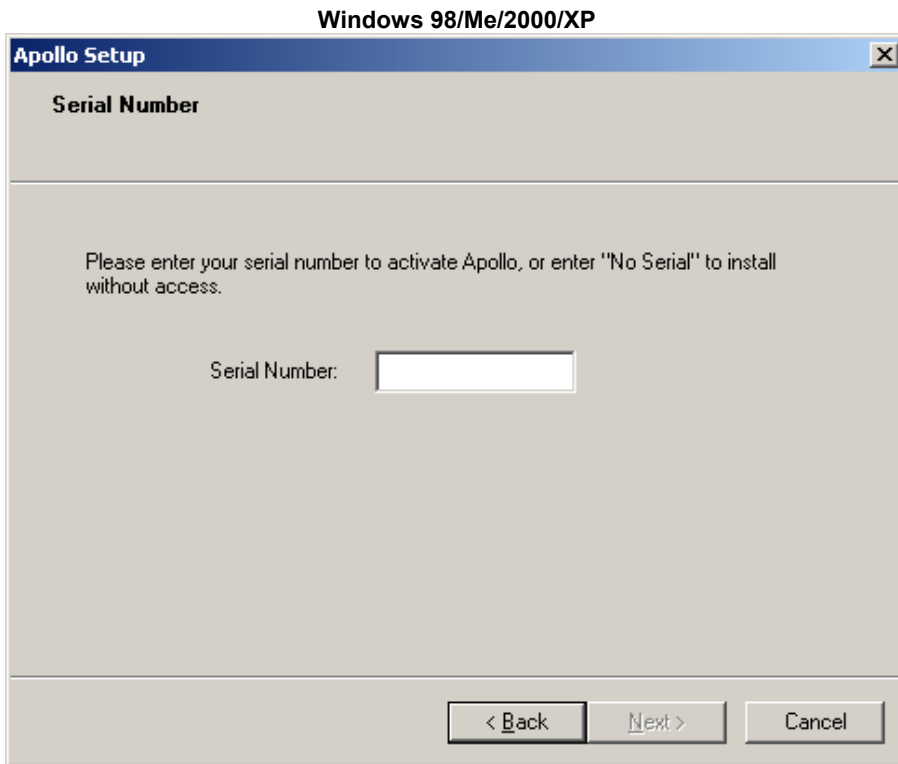 Windows 98/Me/2000/XP
Apollo Setup
Serial Number
Please enter your serial number to activate Apollo, or enter "No Serial" to install
without access.
Serial Number:
< Back
Next >
Cancel